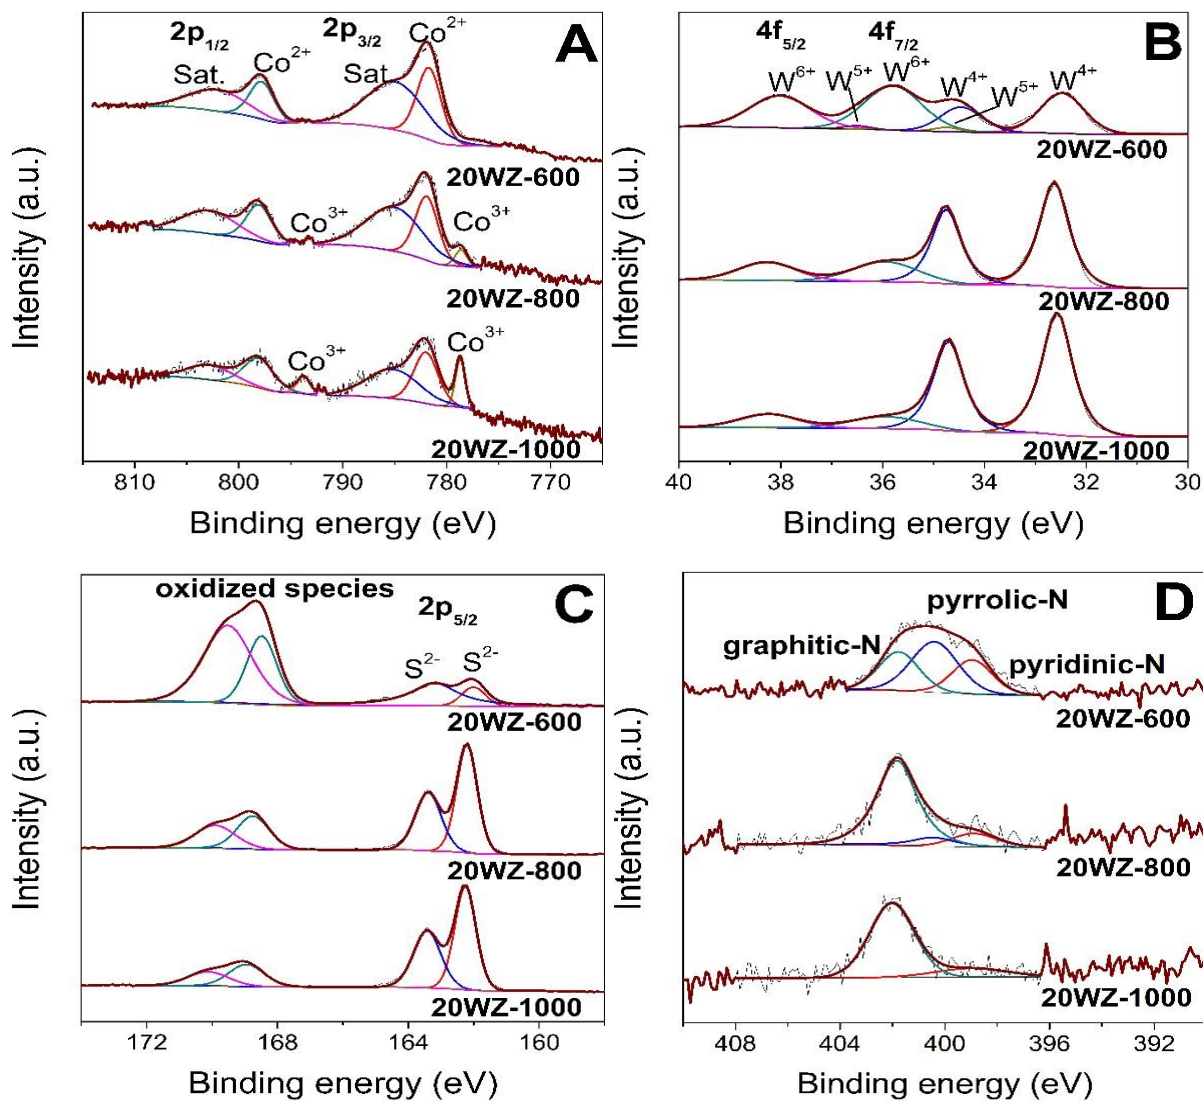 2p1/2
2p3/2
Co2+
A
Sat.
Co2+
Sat.
20WZ-600
Co3+
Co3+
20WZ-800
Co3+
Co3+
20WZ-1000
Intensity (a.u.)
810 800 790 780 770
Binding energy (eV)
4f5/2
4f7/2
B
W6+
W5+
W6+
W4+
W5+
W4+
20WZ-600
20WZ-800
20WZ-1000
Intensity (a.u.)
40 38 36 34 32 30
Binding energy (eV)
oxidized species
2p5/2
C
S2-
S2-
20WZ-600
20WZ-800
20WZ-1000
Intensity (a.u.)
172 168 164 160
Binding energy (eV)
pyrrolic-N
D
graphitic-N
pyridinic-N
20WZ-600
20WZ-800
20WZ-1000
Intensity (a.u.)
408 404 400 396 392
Binding energy (eV)